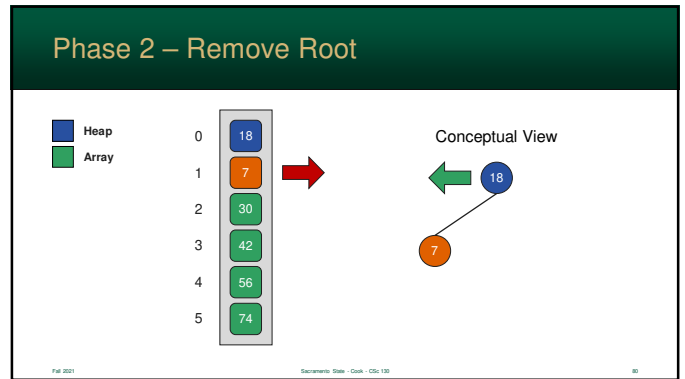 Phase 2 – Remove Root
Heap
Array
Conceptual View
0 18
1 7
2 30
3 42
4 56
5 74
18
7
Fall 2021 Sacramento State - Cook - CSc 130 80